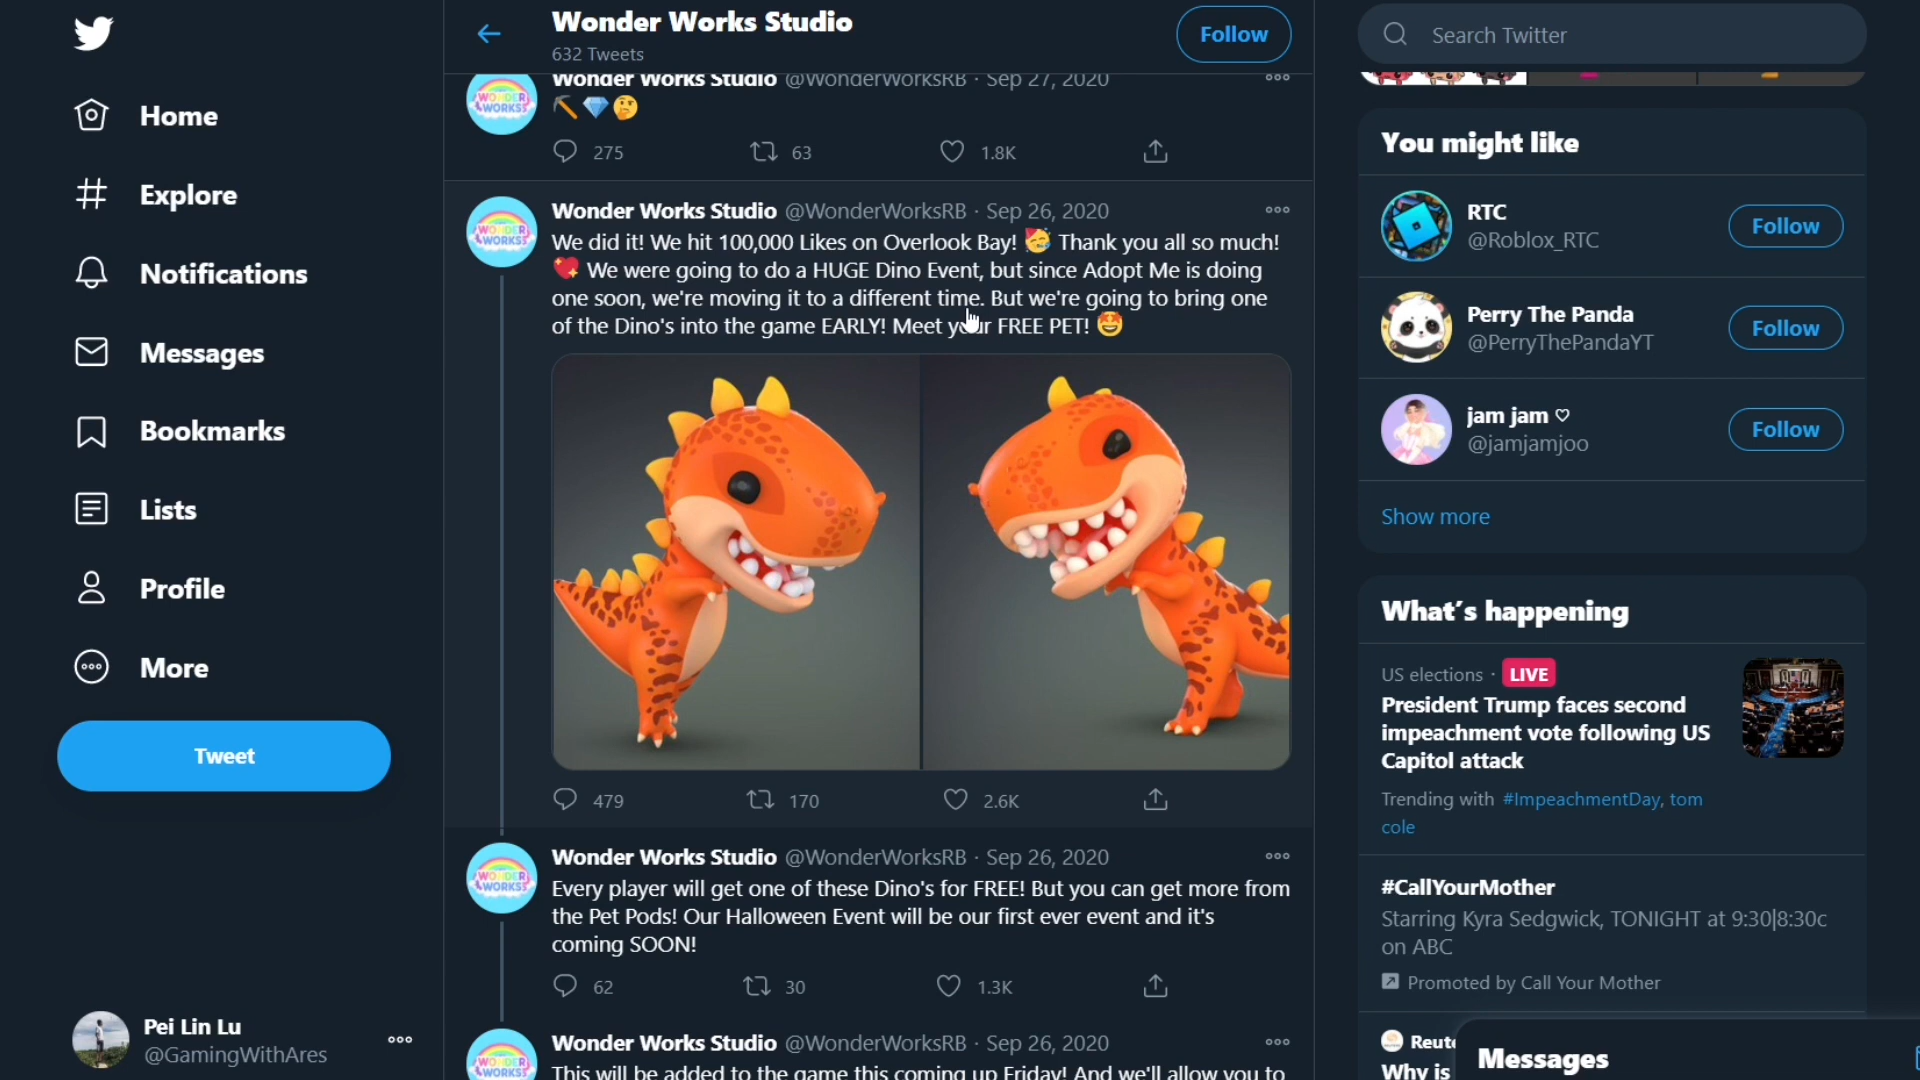 Home
Explore
Notifications
Messages
Bookmarks
Lists
Profile
More
Tweet
Pei Lin Lu
@GamingWithAres
Wonder Works Studio
632 Tweets
Follow
Wonder Works Studio @WonderWorksRB · Sep 27, 2020
⛏️💎🤔
275 63 1.8K
WONDER
WORKS
Wonder Works Studio @WonderWorksRB · Sep 26, 2020
We did it! We hit 100,000 Likes on Overlook Bay! 🥳 Thank you all so much!
💖 We were going to do a HUGE Dino Event, but since Adopt Me is doing
one soon, we're moving it to a different time. But we're going to bring one
of the Dino's into the game EARLY! Meet your FREE PET! 🤩
479 170 2.6K
Wonder Works Studio @WonderWorksRB · Sep 26, 2020
Every player will get one of these Dino's for FREE! But you can get more from
the Pet Pods! Our Halloween Event will be our first ever event and it's
coming SOON!
62 30 1.3K
Wonder Works Studio @WonderWorksRB · Sep 26, 2020
This will be added to the game this coming up Friday! And we'll allow you to
Search Twitter
You might like
RTC
@Roblox_RTC
Follow
Perry The Panda
@PerryThePandaYT
Follow
jam jam ♡
@jamjamjoo
Follow
Show more
What's happening
US elections · LIVE
President Trump faces second
impeachment vote following US
Capitol attack
Trending with #ImpeachmentDay, tom
cole
#CallYourMother
Starring Kyra Sedgwick, TONIGHT at 9:30|8:30c
on ABC
Promoted by Call Your Mother
Reute
Why is
Messages